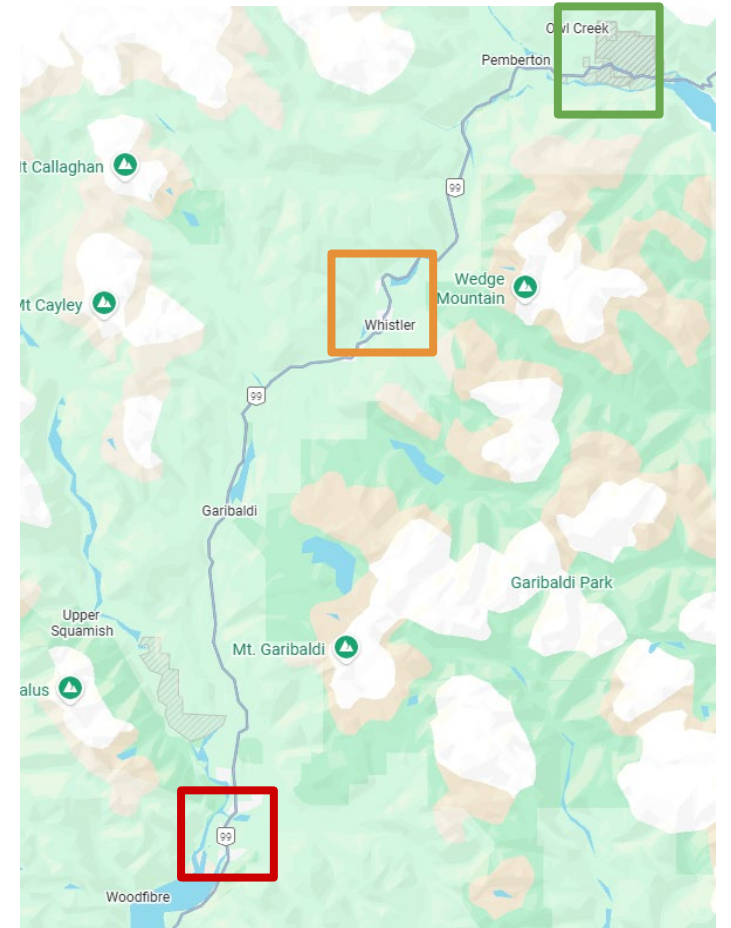 Owl Creek
Pemberton
lt Callaghan
99
Wedge
Mountain
Mt Cayley
Whistler
99
Garibaldi
Garibaldi Park
Upper
Squamish
Mt. Garibaldi
alus
99
Woodfibre